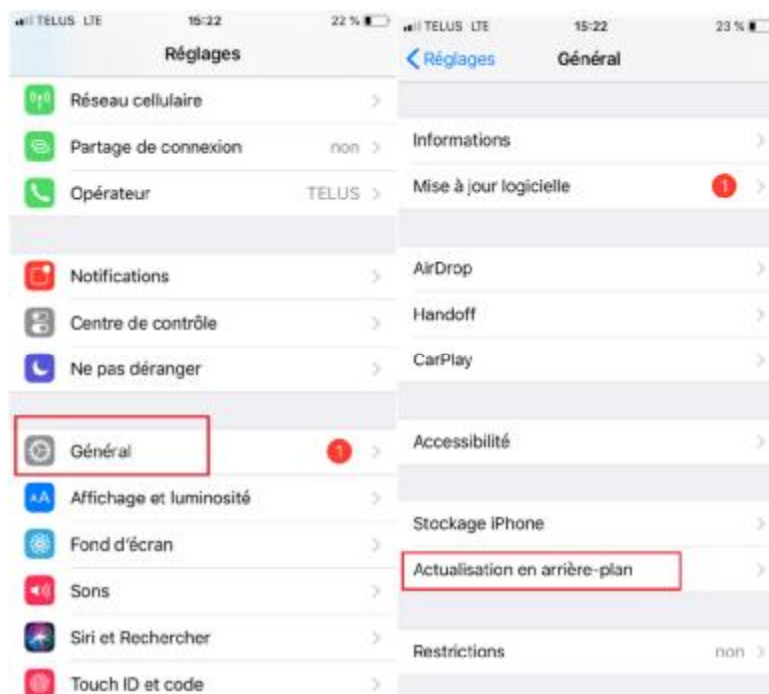 TELUS LTE 15:22 22 %
Réglages
Réseau cellulaire
Partage de connexion non
Opérateur TELUS
Notifications
Centre de contrôle
Ne pas déranger
Général 1
AA Affichage et luminosité
Fond d'écran
Sons
Siri et Rechercher
Touch ID et code
TELUS LTE 15:22 23 %
Réglages Général
Informations
Mise à jour logicielle 1
AirDrop
Handoff
CarPlay
Accessibilité
Stockage iPhone
Actualisation en arrière-plan
Restrictions non